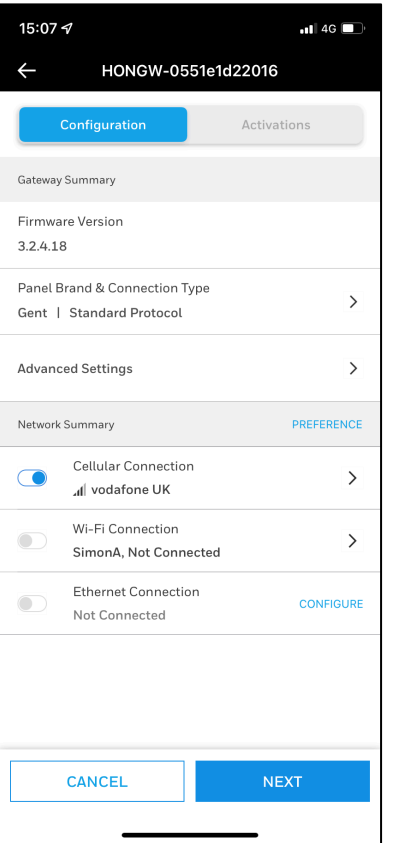 15:07 4G
HONGW-0551e1d22016
Configuration Activations
Gateway Summary
Firmware Version
3.2.4.18
Panel Brand & Connection Type
Gent | Standard Protocol
Advanced Settings
Network Summary PREFERENCE
Cellular Connection
vodafone UK
Wi-Fi Connection
SimonA, Not Connected
Ethernet Connection
CONFIGURE
Not Connected
CANCEL NEXT